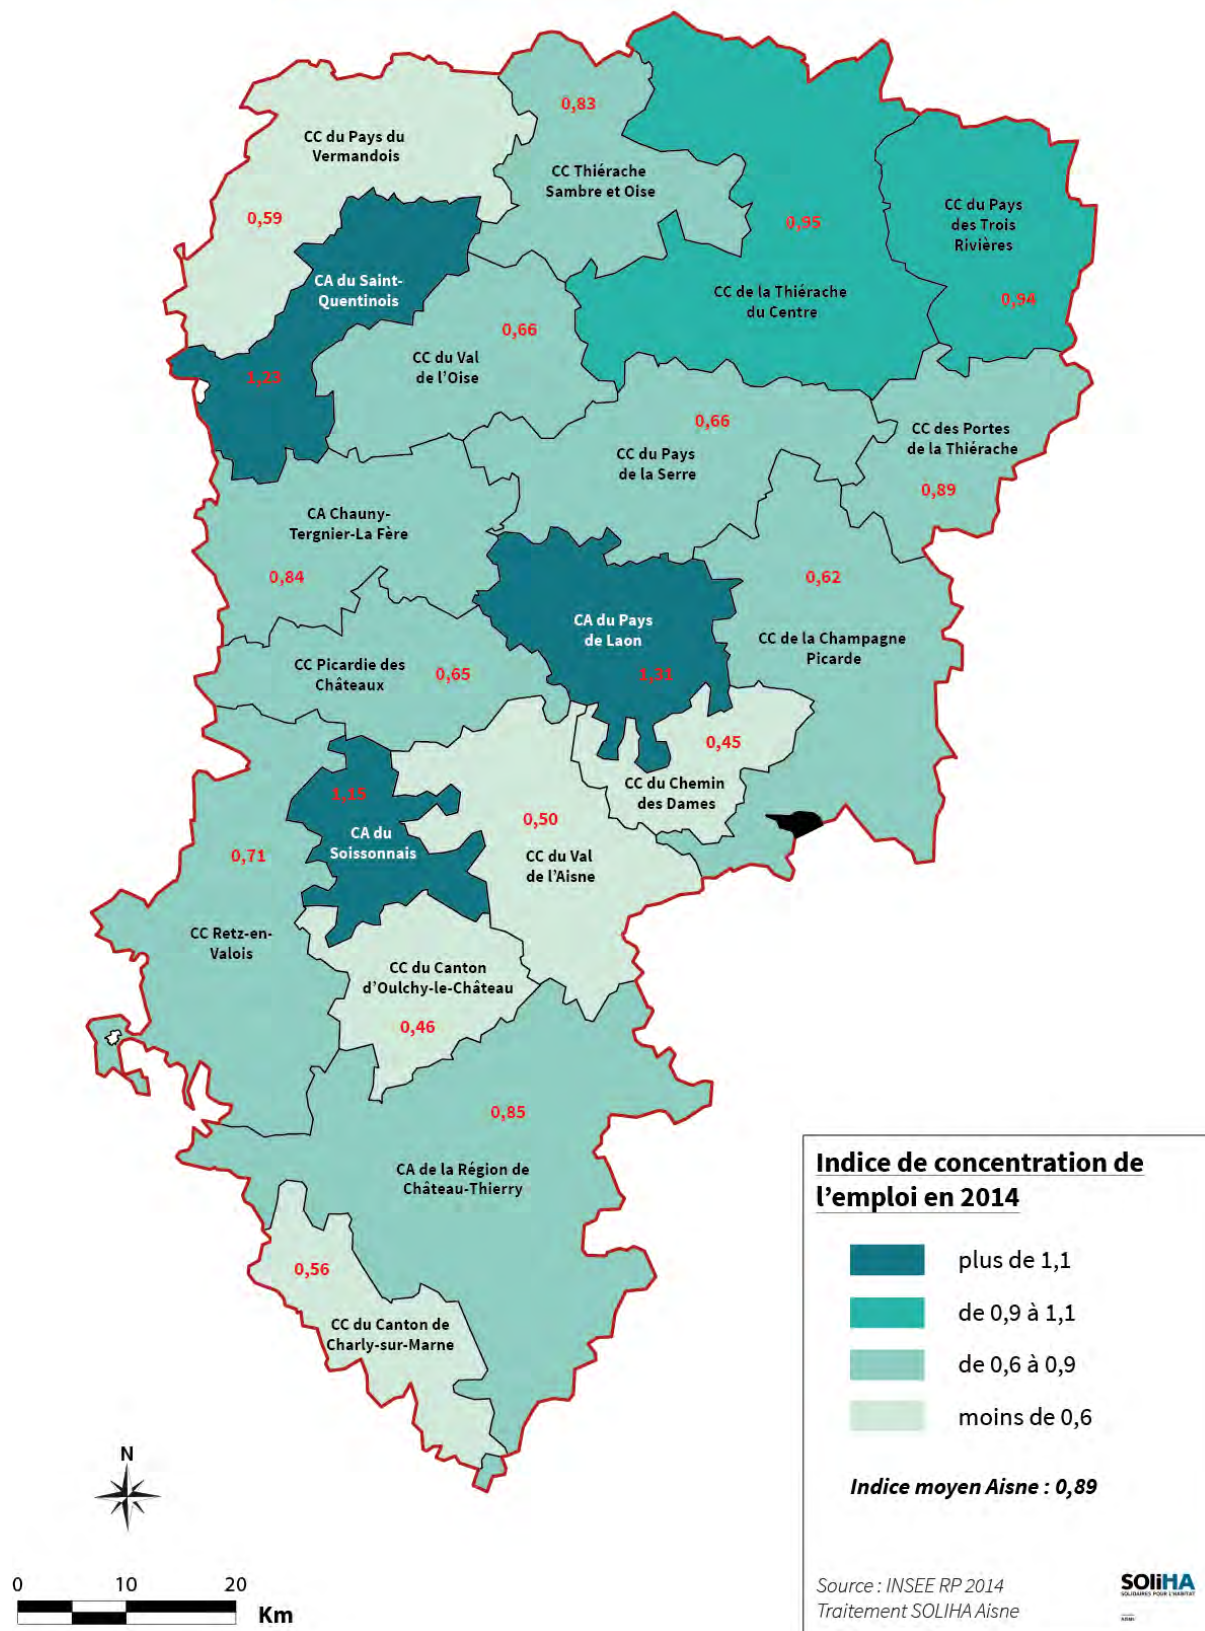 0,83
CC du Pays du
Vermandois
CC Thiérache
Sambre et Oise
0,59
0,95
CC du Pays
des Trois
Rivières
CA du Saint-
Quentinois
CC de la Thiérache
du Centre
0,94
0,66
CC du Val
de l'Oise
1,23
0,66
CC des Portes
de la Thiérache
CC du Pays
de la Serre
0,89
CA Chauny-
Tergnier-La Fère
0,84
0,62
CA du Pays
de Laon
CC de la Champagne
Picarde
CC Picardie des
Châteaux
0,65
1,31
0,45
CC du Chemin
des Dames
1,15
CA du
Soissonnais
0,50
CC du Val
de l'Aisne
0,71
CC Retz-en-
Valois
CC du Canton
d'Oulchy-le-Château
0,46
0,85
CA de la Région de
Château-Thierry
0,56
CC du Canton de
Charly-sur-Marne
Indice de concentration de
l'emploi en 2014
plus de 1,1
de 0,9 à 1,1
de 0,6 à 0,9
moins de 0,6
Indice moyen Aisne : 0,89
N
0 10 20
Km
Source : INSEE RP 2014
Traitement SOLIHA Aisne
SOliHA
SOLIDAIRES POUR L'HABITAT